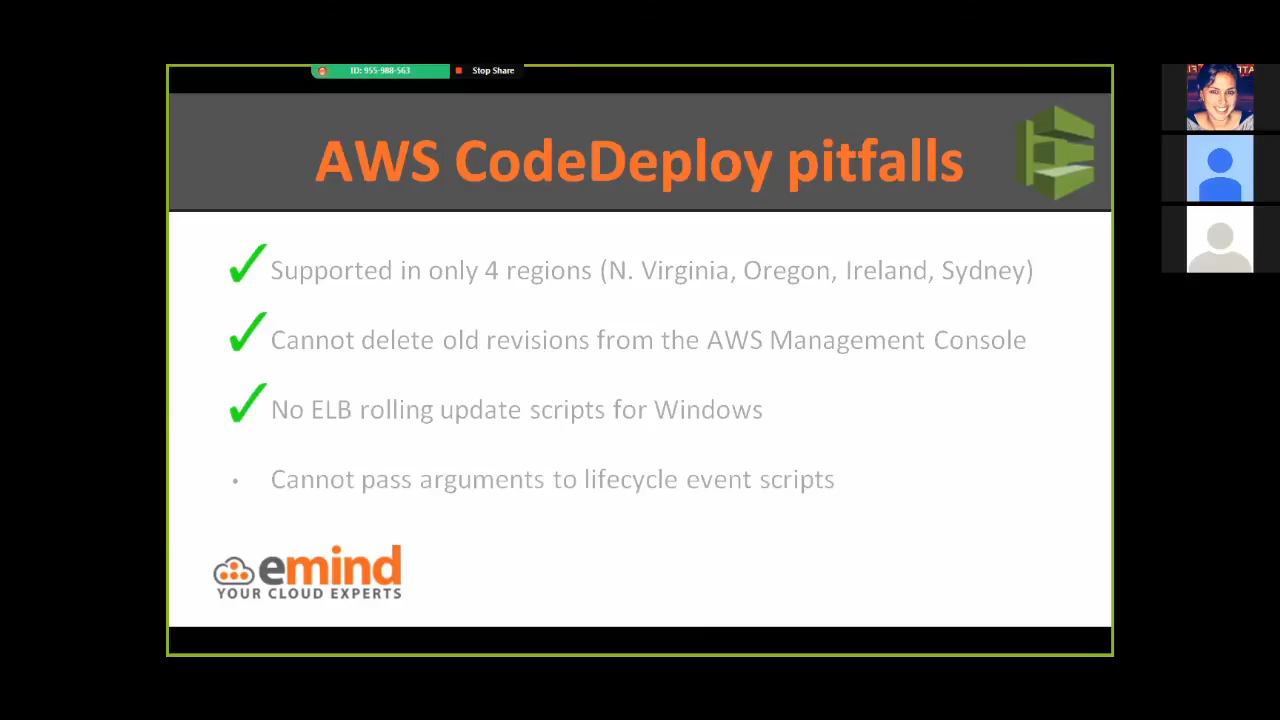 ID: 955-988-563 Stop Share
AWS CodeDeploy pitfalls
Supported in only 4 regions (N. Virginia, Oregon, Ireland, Sydney)
Cannot delete old revisions from the AWS Management Console
No ELB rolling update scripts for Windows
• Cannot pass arguments to lifecycle event scripts
emind
YOUR CLOUD EXPERTS